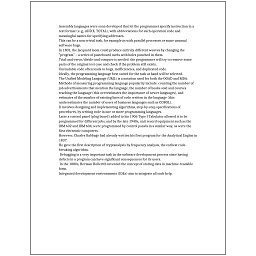 Assembly languages were soon developed that let the programmer specify instruction in a
text format (e.g., ADD X, TOTAL), with abbreviations for each operation code and
meaningful names for specifying addresses.
This can be a non-trivial task, for example as with parallel processes or some unusual
software bugs.
In 1801, the Jacquard loom could produce entirely different weaves by changing the
"program" – a series of pasteboard cards with holes punched in them.
Trial-and-error/divide-and-conquer is needed: the programmer will try to remove some
parts of the original test case and check if the problem still exists.
Unreadable code often leads to bugs, inefficiencies, and duplicated code.
Ideally, the programming language best suited for the task at hand will be selected.
The Unified Modeling Language (UML) is a notation used for both the OOAD and MDA.
Methods of measuring programming language popularity include: counting the number of
job advertisements that mention the language, the number of books sold and courses
teaching the language (this overestimates the importance of newer languages), and
estimates of the number of existing lines of code written in the language (this
underestimates the number of users of business languages such as COBOL).
It involves designing and implementing algorithms, step-by-step specifications of
procedures, by writing code in one or more programming languages.
Later a control panel (plug board) added to his 1906 Type I Tabulator allowed it to be
programmed for different jobs, and by the late 1940s, unit record equipment such as the
IBM 602 and IBM 604, were programmed by control panels in a similar way, as were the
first electronic computers.
However, Charles Babbage had already written his first program for the Analytical Engine in
1837.
He gave the first description of cryptanalysis by frequency analysis, the earliest code-
breaking algorithm.
Debugging is a very important task in the software development process since having
defects in a program can have significant consequences for its users.
In the 1880s, Herman Hollerith invented the concept of storing data in machine-readable
form.
Integrated development environments (IDEs) aim to integrate all such help.